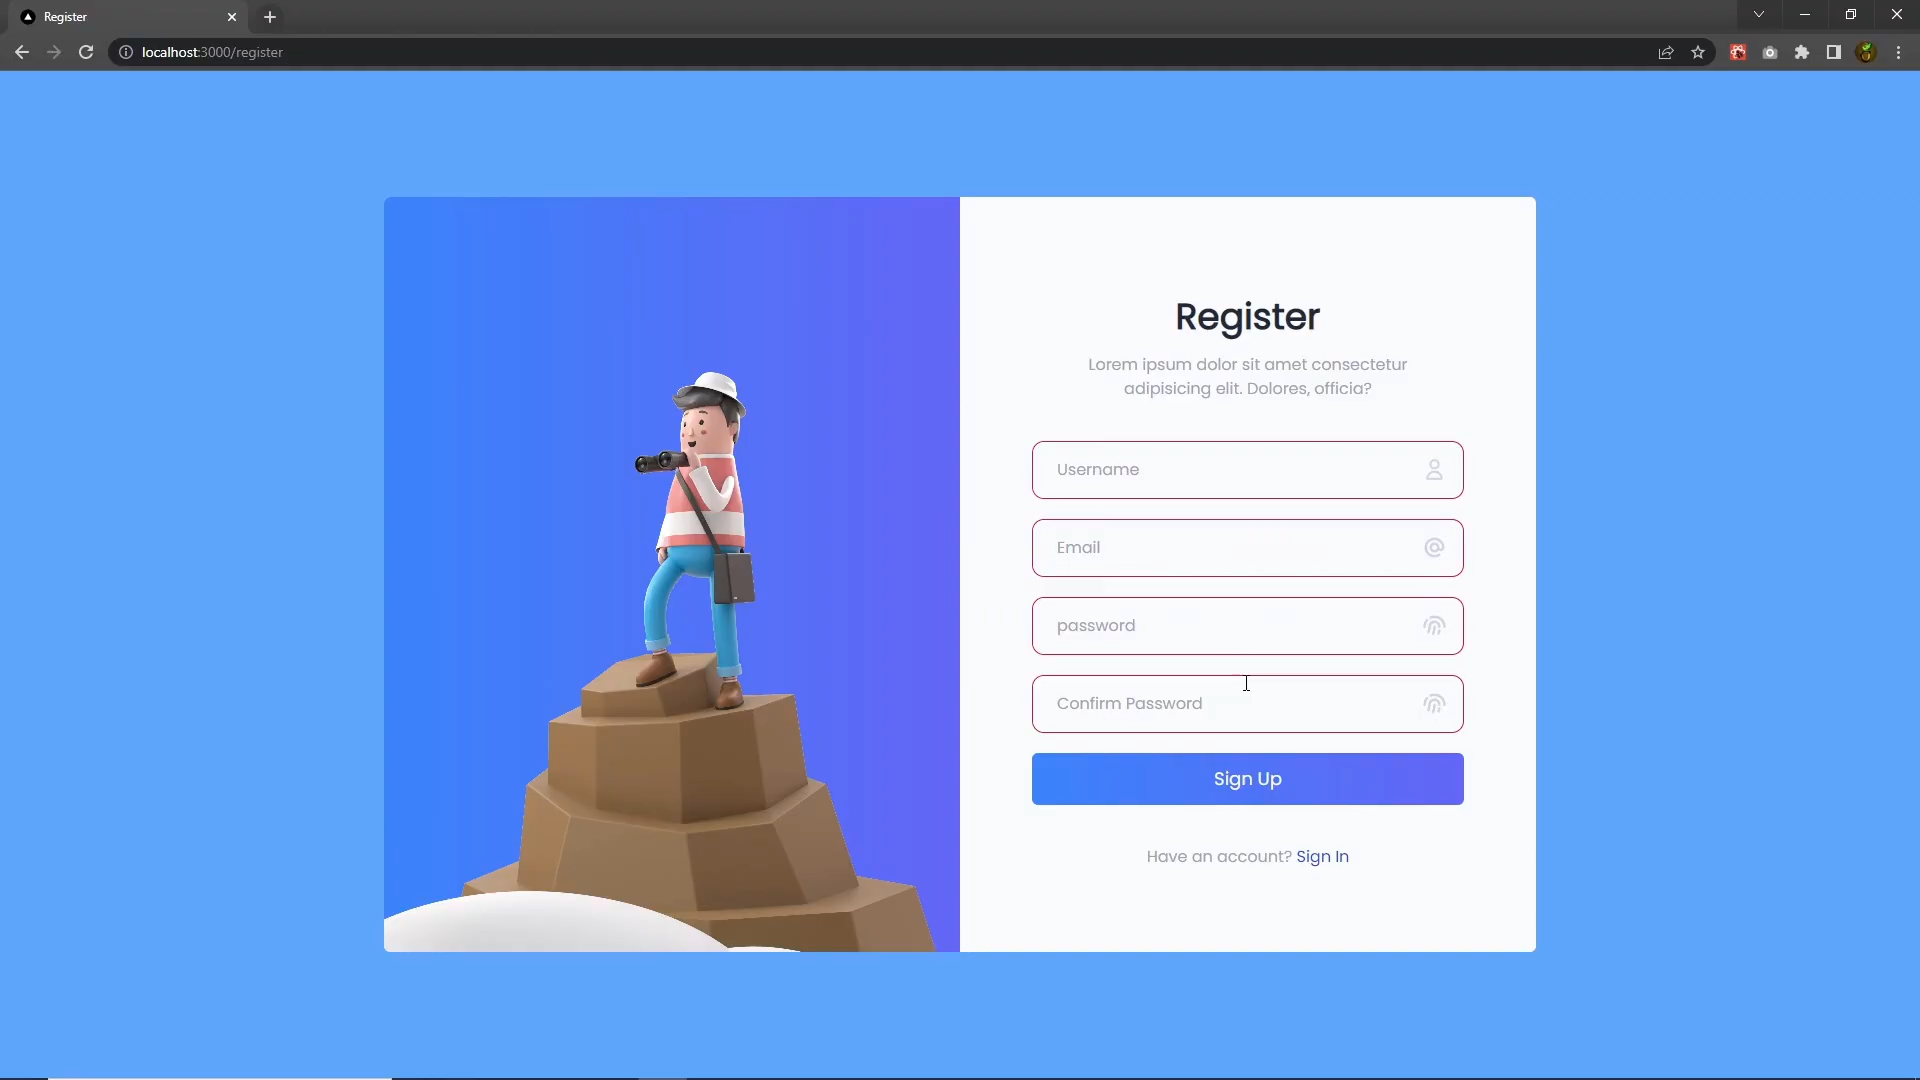 Register
localhost:3000/register
Register
Lorem ipsum dolor sit amet consectetur
adipisicing elit. Dolores, officia?
Username
Email
password
Confirm Password
Sign Up
Have an account? Sign In